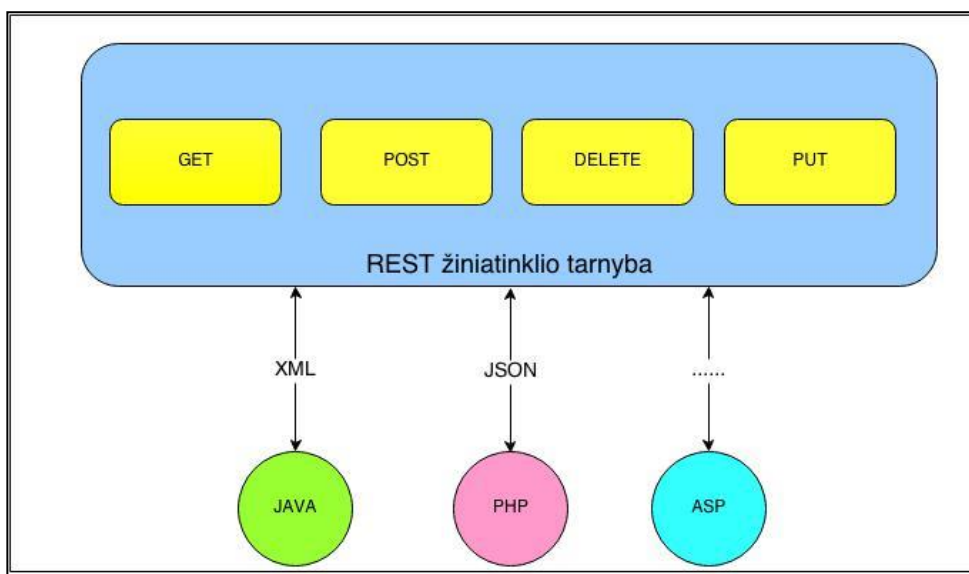 GET
POST
DELETE
PUT
REST žiniatinklio tarnyba
XML
JSON
......
JAVA
PHP
ASP